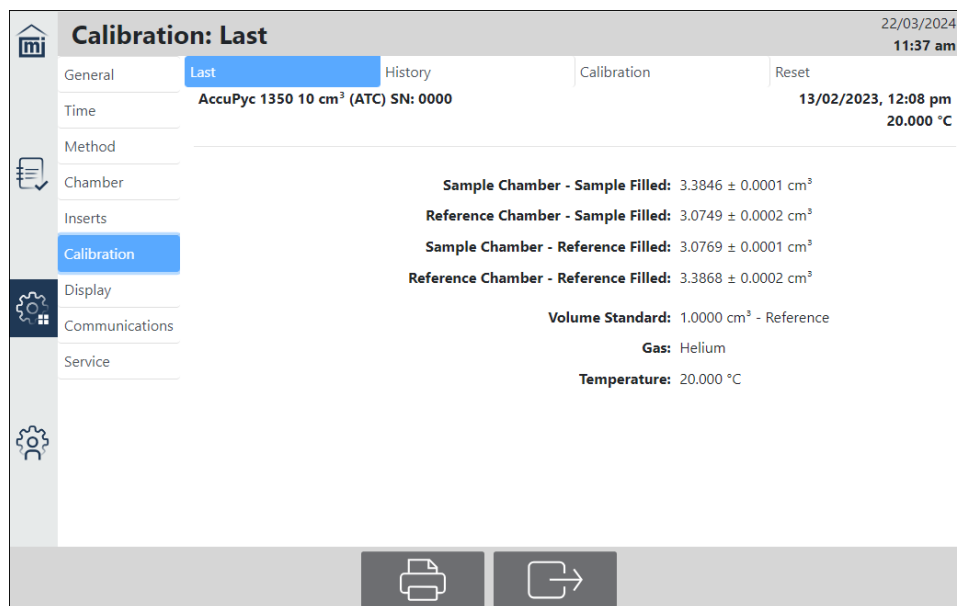 mi
Calibration: Last
22/03/2024
11:37 am
General
Time
Method
Chamber
Inserts
Calibration
Display
Communications
Service
Last History Calibration Reset
AccuPyc 1350 10 cm³ (ATC) SN: 0000
13/02/2023, 12:08 pm
20.000 °C
Sample Chamber - Sample Filled: 3.3846 ± 0.0001 cm³
Reference Chamber - Sample Filled: 3.0749 ± 0.0002 cm³
Sample Chamber - Reference Filled: 3.0769 ± 0.0001 cm³
Reference Chamber - Reference Filled: 3.3868 ± 0.0002 cm³
Volume Standard: 1.0000 cm³ - Reference
Gas: Helium
Temperature: 20.000 °C